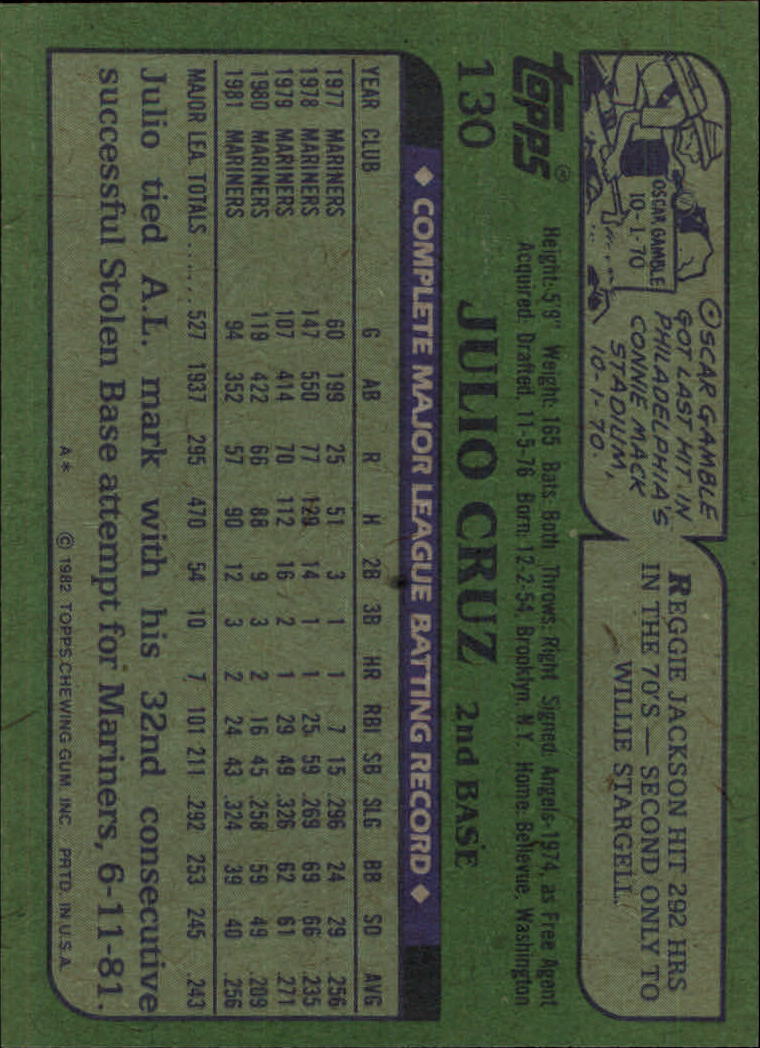 OSCAR GAMBLE
GOT LAST HIT IN
PHILADELPHIA'S
CONNIE MACK
STADIUM,
10-1-70.
OSCAR GAMBLE
10-1-70
REGGIE JACKSON HIT 292 HRS
IN THE 70'S — SECOND ONLY TO
WILLIE STARGELL.
topps®
130
Height: 5'9" Weight: 165 Bats: Both Throws: Right Signed: Angels-1974, as Free Agent
Acquired: Drafted, 11-5-76 Born: 12-2-54, Brooklyn, N.Y. Home: Bellevue, Washington
JULIO CRUZ 2nd BASE
◆ COMPLETE MAJOR LEAGUE BATTING RECORD ◆
YEAR CLUB G AB R H 2B 3B HR RBI SB SLG BB SO AVG
1977 MARINERS 60 199 25 51 3 1 1 7 15 .296 24 29 .256
1978 MARINERS 147 550 77 129 14 1 1 25 59 .269 69 66 .235
1979 MARINERS 107 414 70 112 16 2 1 29 49 .326 62 61 .271
1980 MARINERS 119 422 66 88 9 3 2 16 45 .258 59 49 .209
1981 MARINERS 94 352 57 90 12 3 2 24 43 .324 39 40 .256
MAJOR LEA. TOTALS ...... 527 1937 295 470 54 10 7 101 211 .292 253 245 .243
Julio tied A.L. mark with his 32nd consecutive
successful Stolen Base attempt for Mariners, 6-11-81.
A* © 1982 TOPPS CHEWING GUM, INC. PRTD. IN U.S.A.